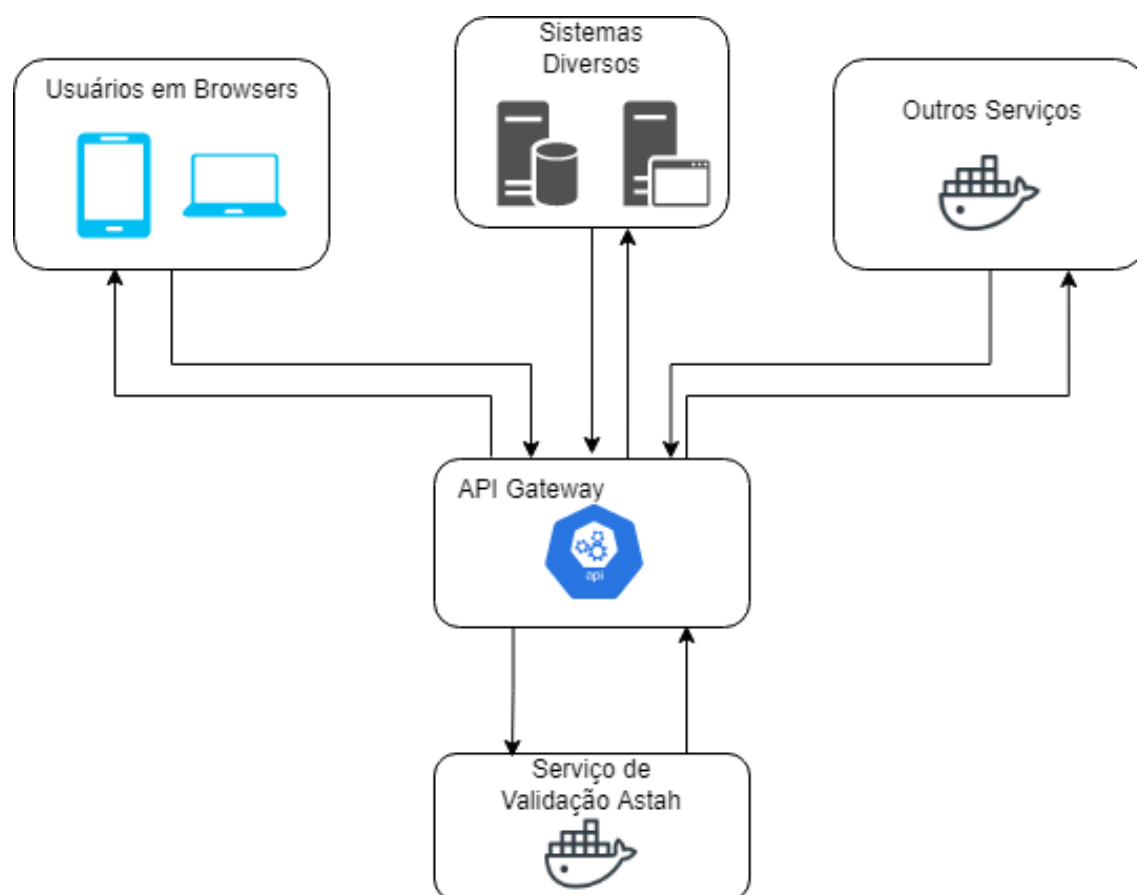 Usuários em Browsers
Sistemas
Diversos
Outros Serviços
API Gateway
api
Serviço de
Validação Astah